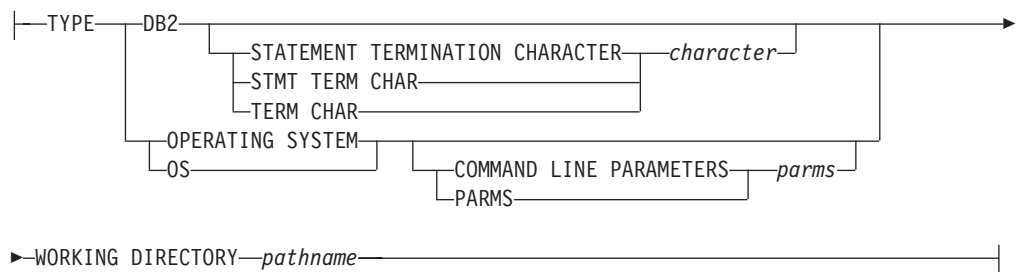 TYPE DB2
STATEMENT TERMINATION CHARACTER character
STMT TERM CHAR
TERM CHAR
OPERATING SYSTEM
OS
COMMAND LINE PARAMETERS parms
PARMS
WORKING DIRECTORY pathname